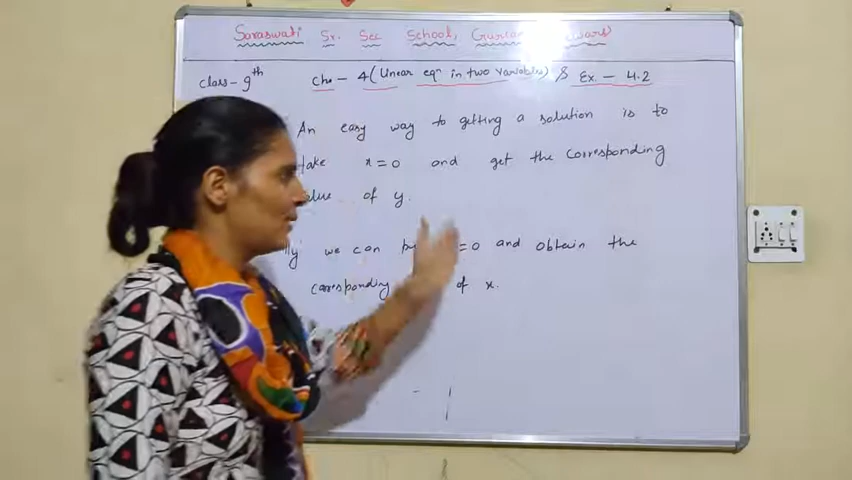 Saraswati Sr. Sec School,
Class - 9th Ch:- 4 (Linear eqn in two variables) & Ex - 4.2
An easy way to getting a solution is to
take x = 0 and get the corresponding
of y.
we can = 0 and obtain the
corresponding of x.